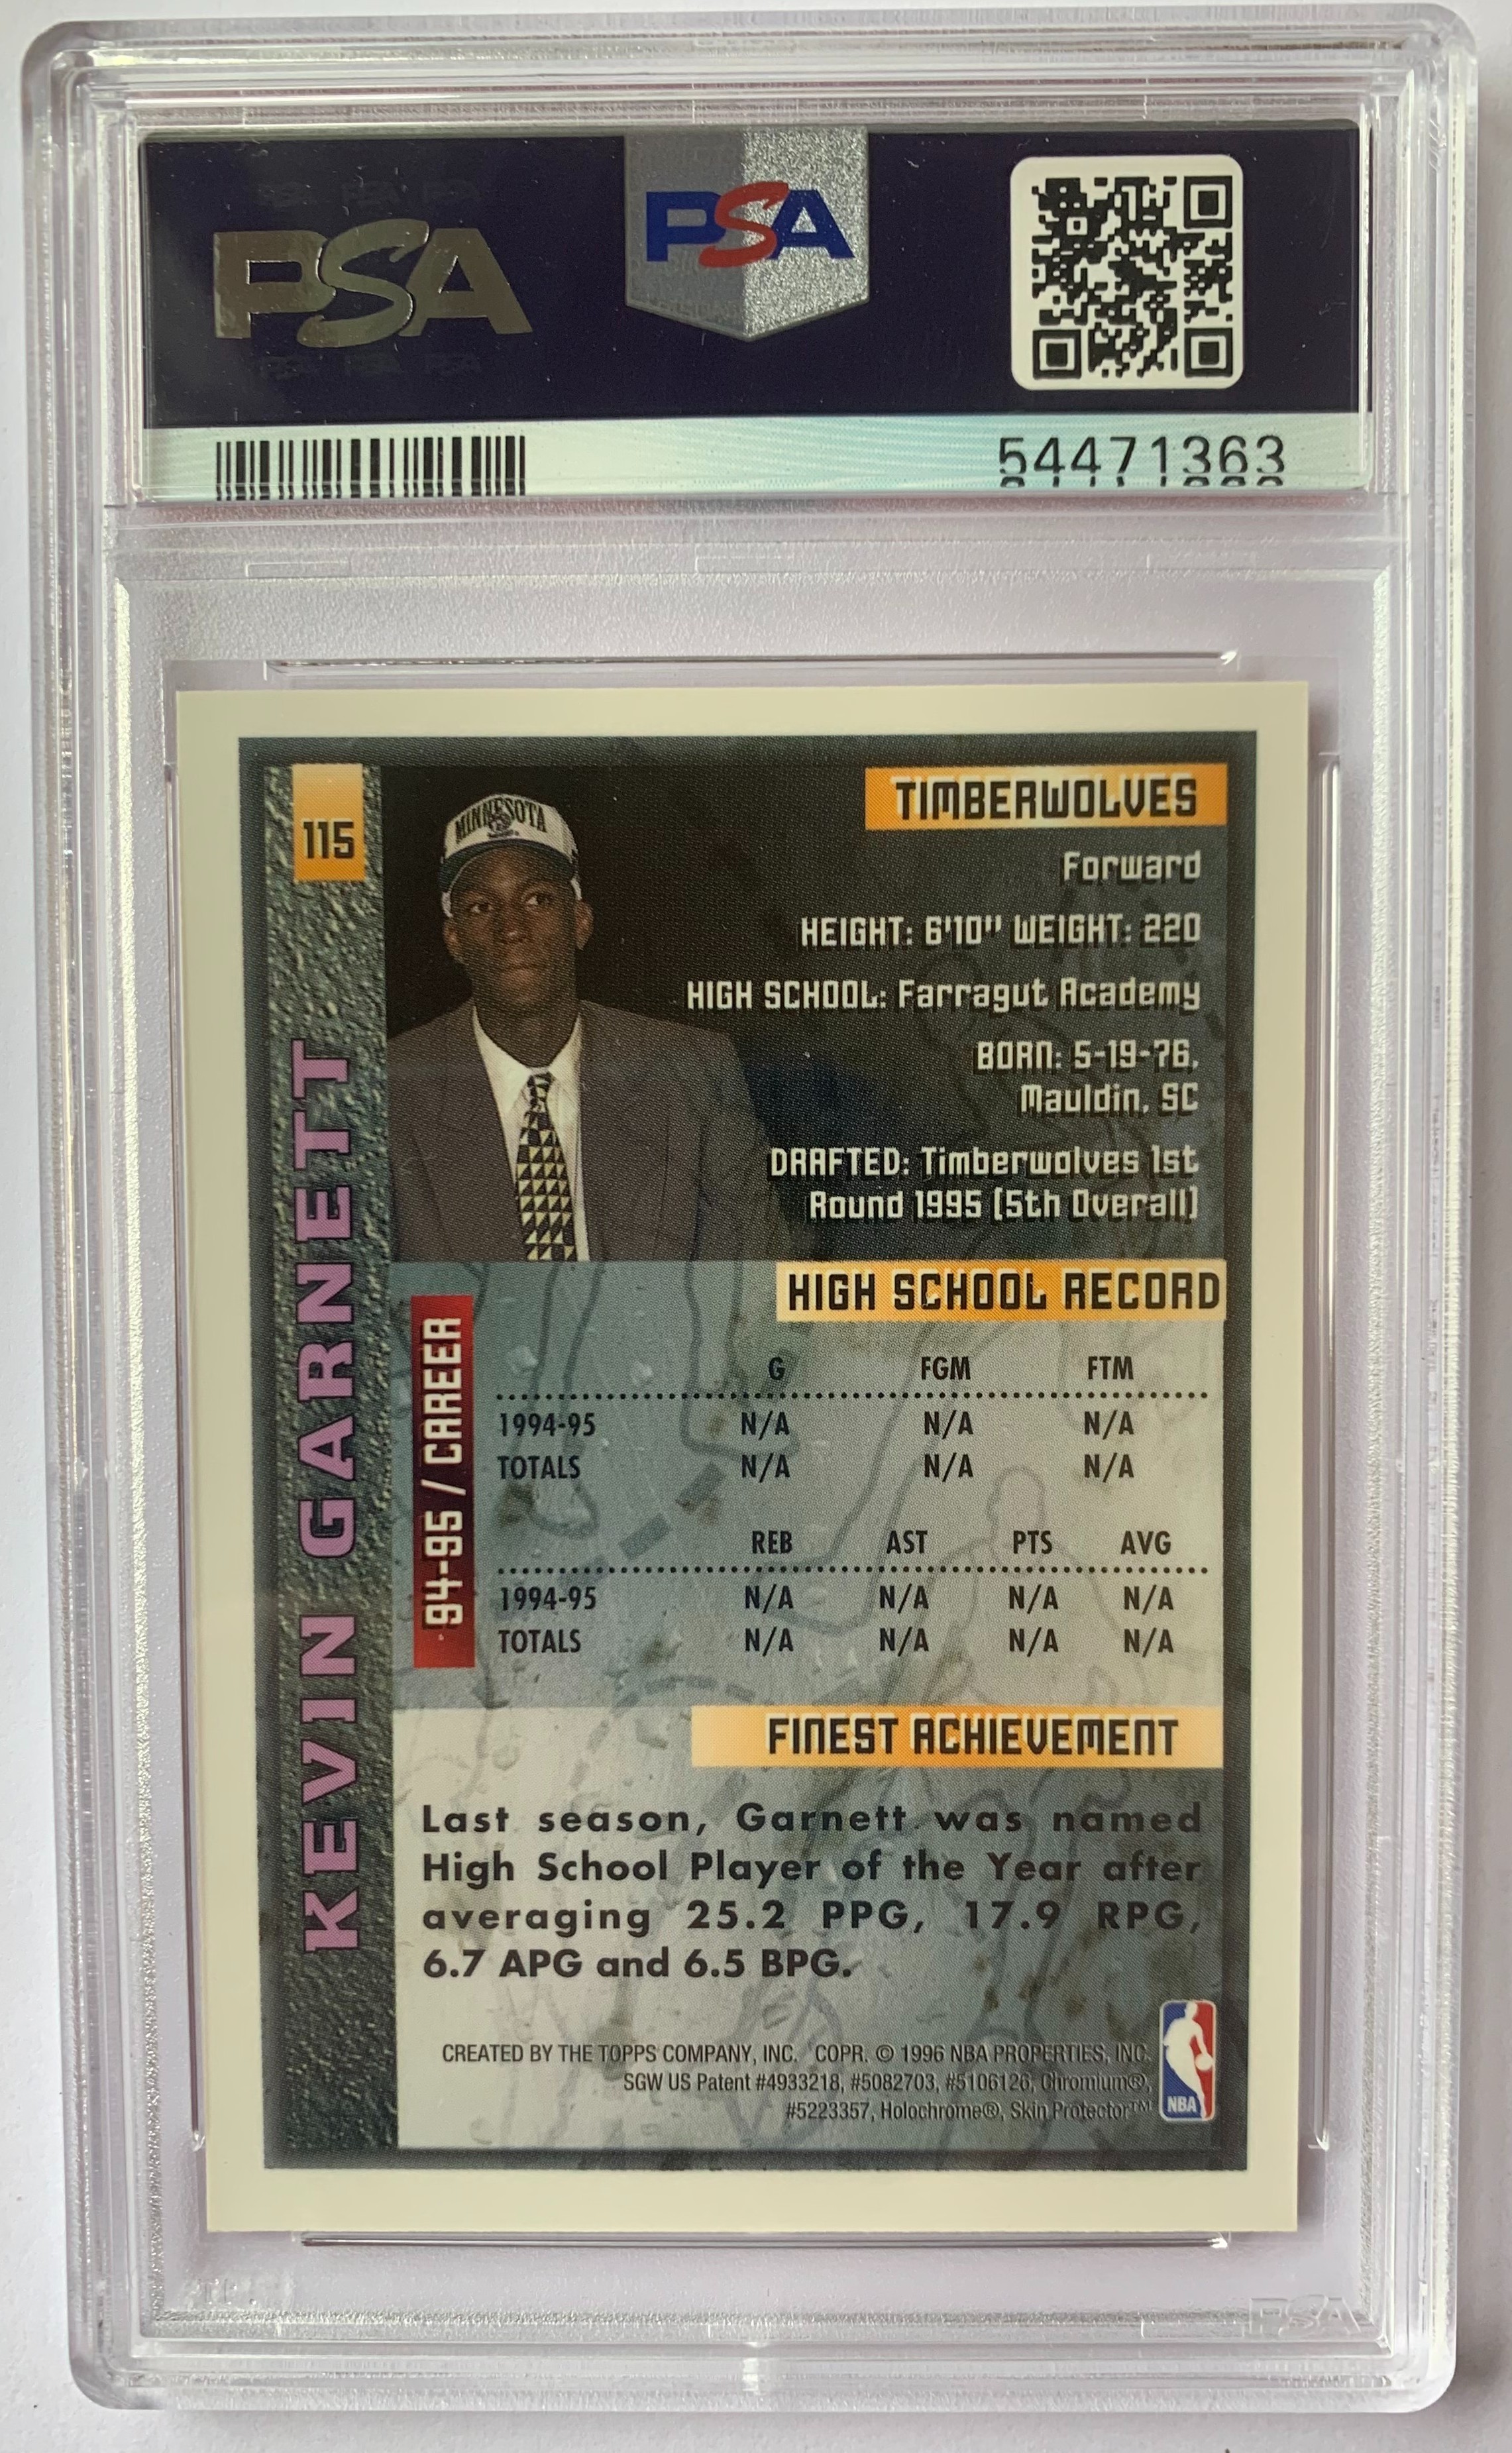 PSA
PSA
54471363
115
KEVIN GARNETT
MINNESOTA
TIMBERWOLVES
Forward
HEIGHT: 6'10" WEIGHT: 220
HIGH SCHOOL: Farragut Academy
BORN: 5-19-76,
Mauldin, SC
DRAFTED: Timberwolves 1st
Round 1995 (5th Overall)
HIGH SCHOOL RECORD
94-95 / CAREER
G FGM FTM
1994-95 N/A N/A N/A
TOTALS N/A N/A N/A
REB AST PTS AVG
1994-95 N/A N/A N/A N/A
TOTALS N/A N/A N/A N/A
FINEST ACHIEVEMENT
Last season, Garnett was named
High School Player of the Year after
averaging 25.2 PPG, 17.9 RPG,
6.7 APG and 6.5 BPG.
CREATED BY THE TOPPS COMPANY, INC. COPR. © 1996 NBA PROPERTIES, INC.
SGW US Patent #4933218, #5082703, #5106126, Chromium®,
#5223357, Holochrome®, Skin Protector™
NBA
PSA